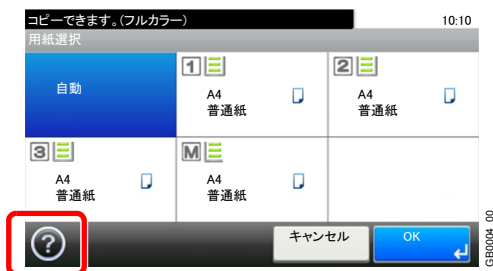 コピーできます。(フルカラー)
10:10
用紙選択
自動
1
A4
普通紙
2
A4
普通紙
3
A4
普通紙
M
A4
普通紙
?
キャンセル
OK
GB0004_00